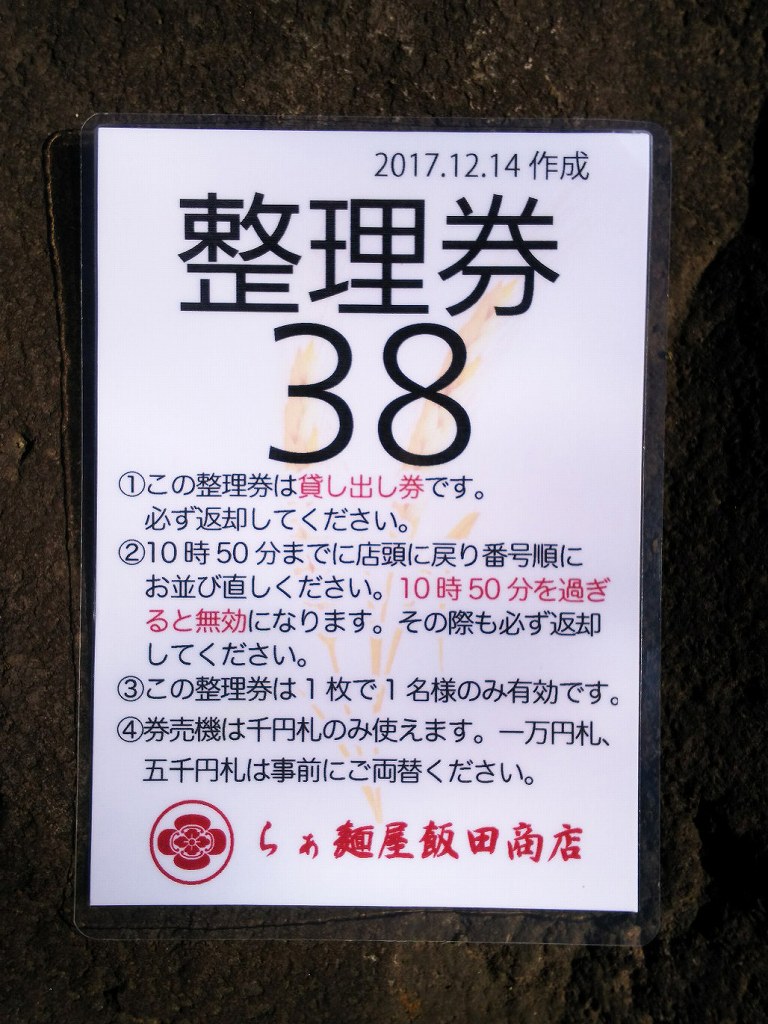 2017.12.14 作成
整理券
38
①この整理券は貸し出し券です。
必ず返却してください。
②10時50分までに店頭に戻り番号順に
お並び直しください。10時50分を過ぎ
ると無効になります。その際も必ず返却
してください。
③この整理券は1枚で1名様のみ有効です。
④券売機は千円札のみ使えます。一万円札、
五千円札は事前にご両替ください。
らぁ麺屋飯田商店